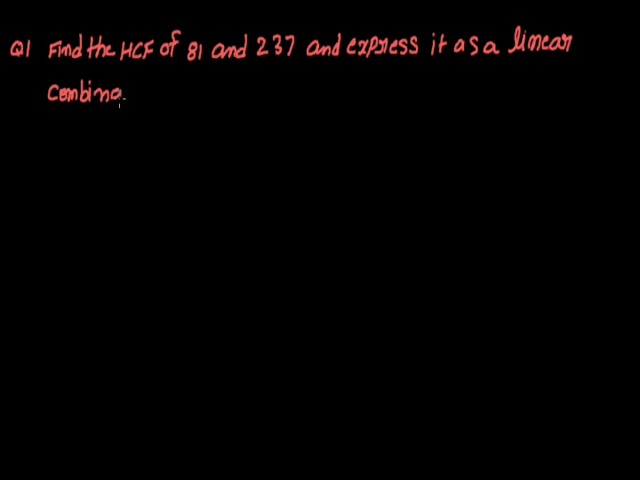 Q1 Find the HCF of 81 and 237 and express it as a linear
Combina